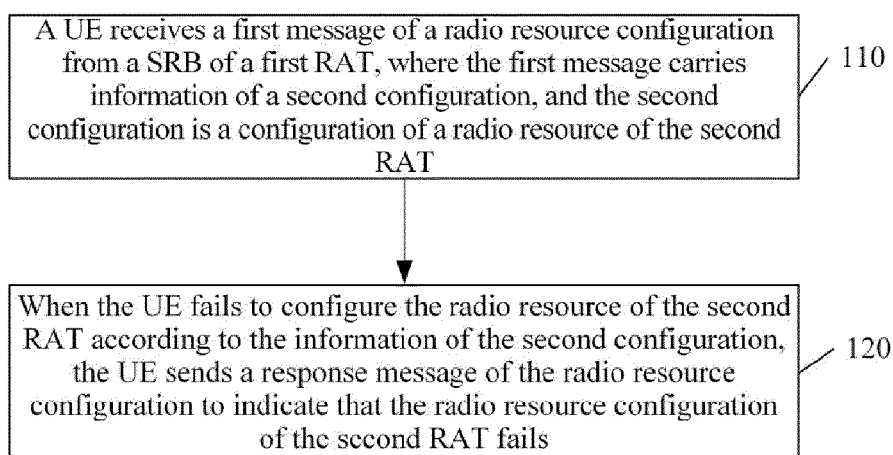 A UE receives a first message of a radio resource configuration
from a SRB of a first RAT, where the first message carries
information of a second configuration, and the second
configuration is a configuration of a radio resource of the second
RAT
110
When the UE fails to configure the radio resource of the second
RAT according to the information of the second configuration,
the UE sends a response message of the radio resource
configuration to indicate that the radio resource configuration
of the second RAT fails
120